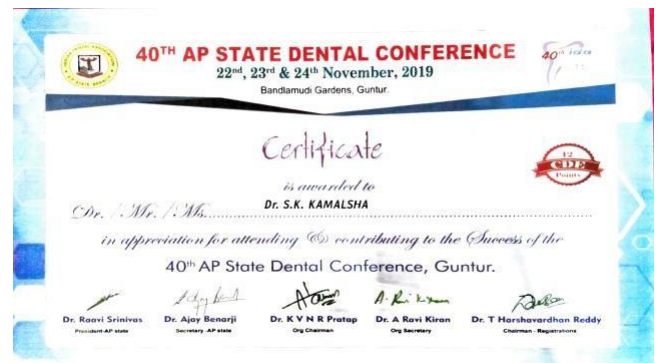 40TH AP STATE DENTAL CONFERENCE
22nd, 23rd & 24th November, 2019
Bandlamudi Gardens, Guntur.
Certificate
12
CDE
Points
is awarded to
Dr. S.K. KAMALSHA
Dr. / Mr. / Ms.
in appreciation for attending & contributing to the Success of the
40th AP State Dental Conference, Guntur.
Dr. Raavi Srinivas Dr. Ajay Benarji Dr. K V N R Pratap Dr. A Ravi Kiran Dr. T Harshavardhan Reddy
President-AP state Secretary -AP state Org Chairman Org Secretary Chairman - Registrations